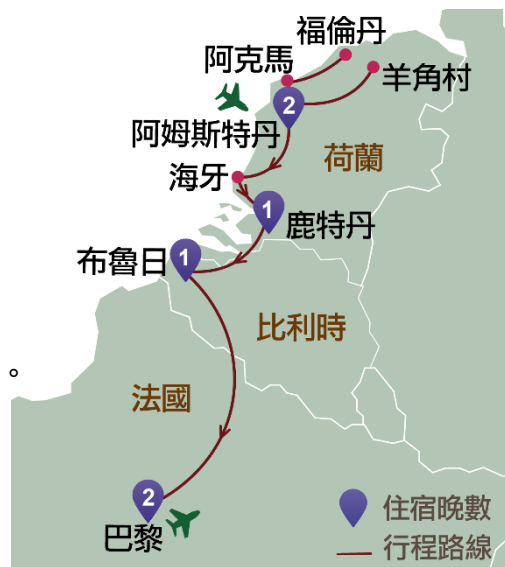 福倫丹
阿克馬
羊角村
2
阿姆斯特丹
荷蘭
海牙
1
鹿特丹
1
布魯日
比利時
。
法國
2
巴黎
住宿晚數
行程路線